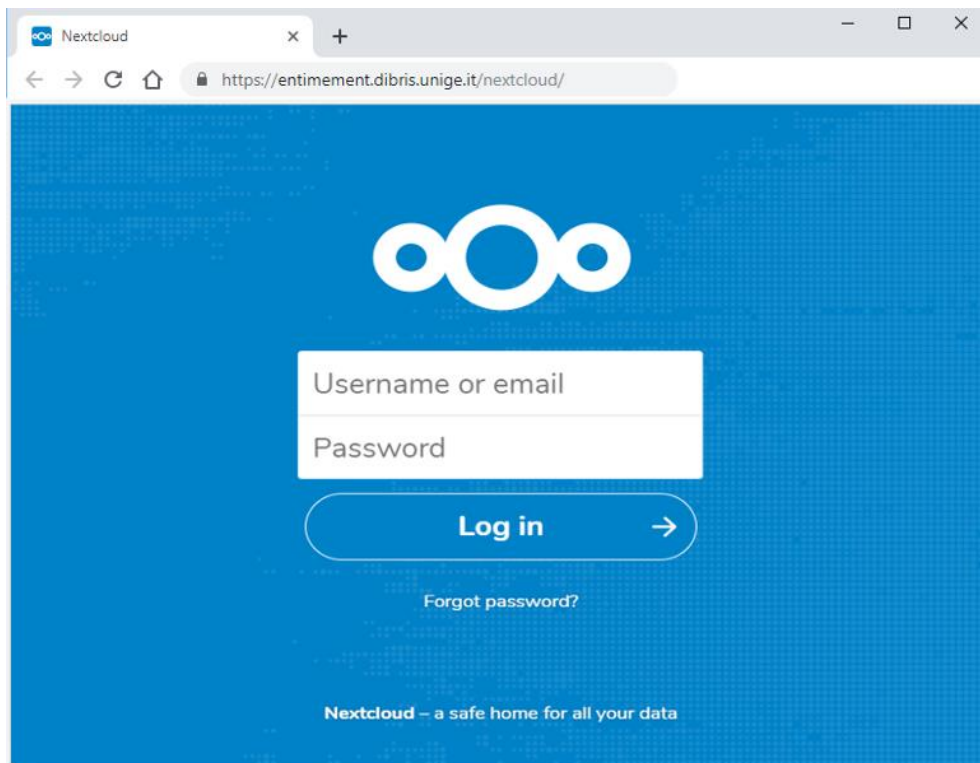 Nextcloud
https://entimement.dibris.unige.it/nextcloud/
Username or email
Password
Log in
Forgot password?
Nextcloud – a safe home for all your data